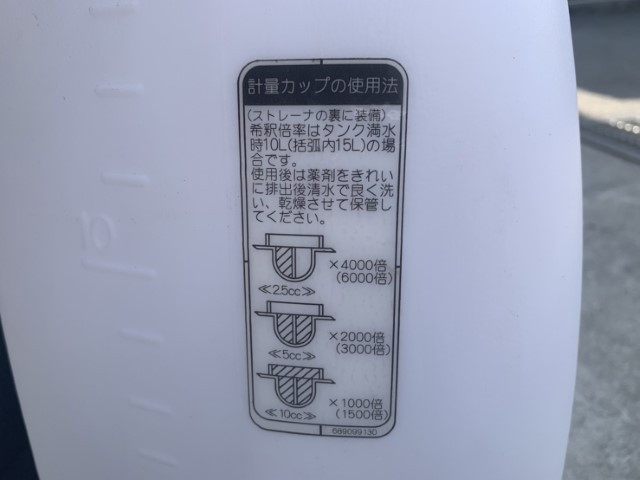 計量カップの使用法
(ストレーナの裏に装備)
希釈倍率はタンク満水
時10L(括弧内15L)の場
合です。
使用後は薬剤をきれい
に排出後清水で良く洗
い、乾燥させて保管し
てください。
×4000倍
(6000倍)
≪2.5cc≫
×2000倍
(3000倍)
≪5cc≫
×1000倍
(1500倍)
≪10cc≫
689099130